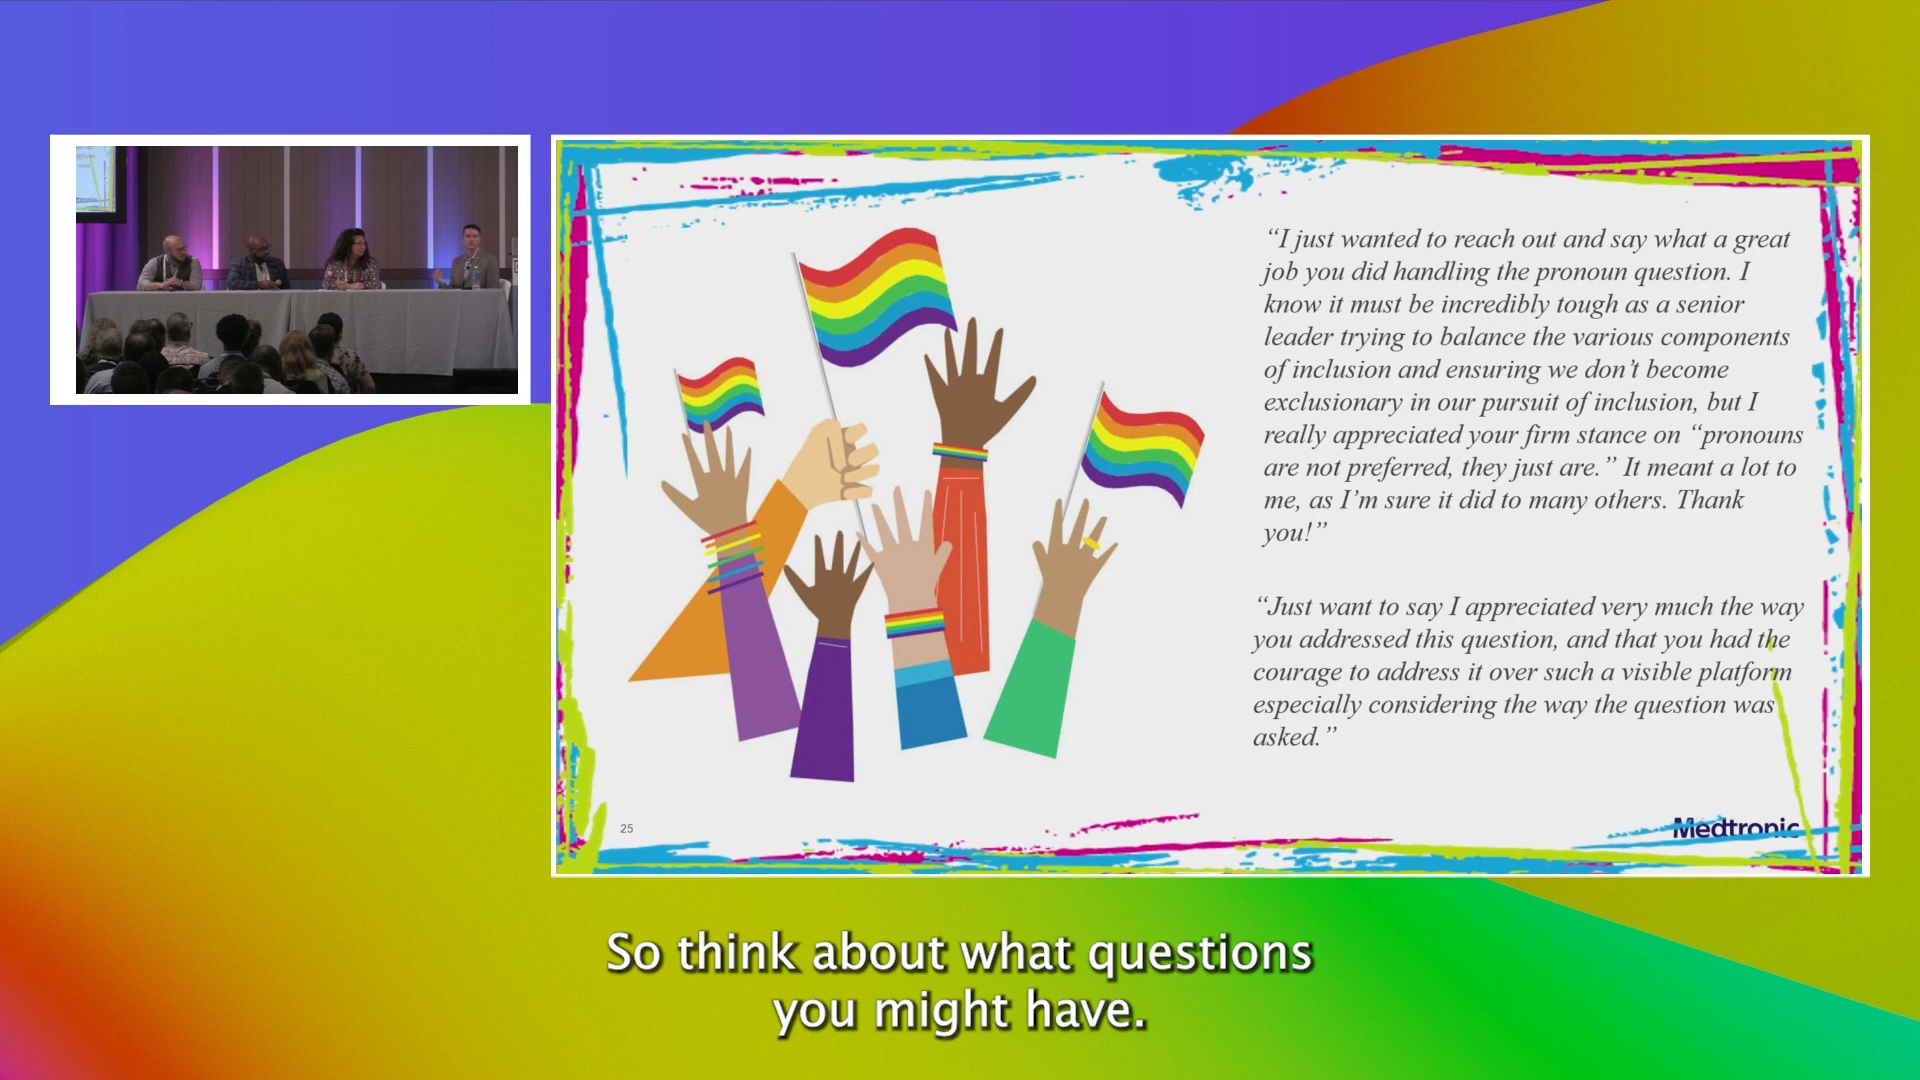 “I just wanted to reach out and say what a great
job you did handling the pronoun question. I
know it must be incredibly tough as a senior
leader trying to balance the various components
of inclusion and ensuring we don’t become
exclusionary in our pursuit of inclusion, but I
really appreciated your firm stance on “pronouns
are not preferred, they just are.” It meant a lot to
me, as I’m sure it did to many others. Thank
you!”
“Just want to say I appreciated very much the way
you addressed this question, and that you had the
courage to address it over such a visible platform
especially considering the way the question was
asked.”
25
Medtronic
So think about what questions
you might have.